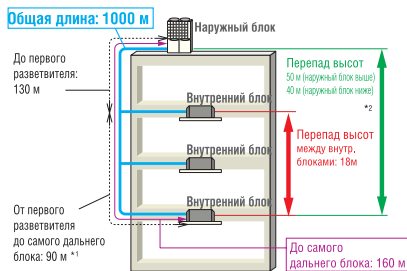 Общая длина: 1000 м
Наружный блок
До первого
разветвителя:
130 м
Перепад высот
50 м (наружный блок выше)
40 м (наружный блок ниже)
*2
Внутренний блок
Перепад высот
между внутр,
блоками: 18м
Внутренний блок
Внутренний блок
От первого
разветвителя
до самого дальнего
блока: 90 м *1
До самого
дальнего блока: 160 м